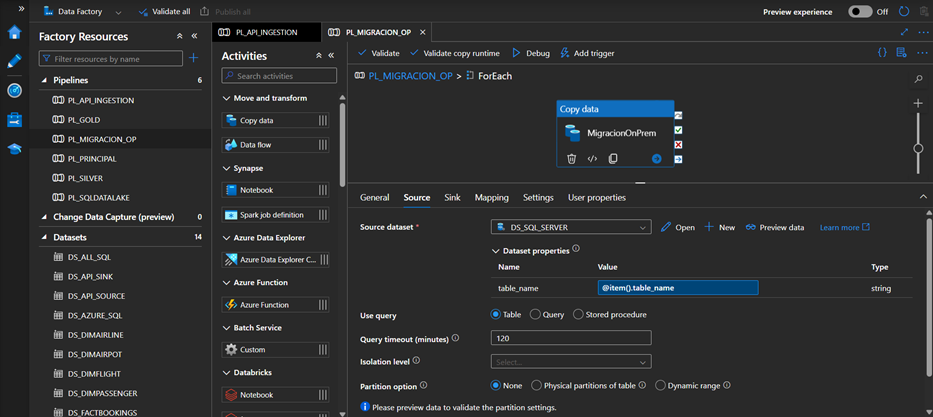 »
Data Factory
Validate all
Publish all
Preview experience
Off
Factory Resources
Filter resources by name
Pipelines 6
PL_API_INGESTION
PL_GOLD
PL_MIGRACION_OP
PL_PRINCIPAL
PL_SILVER
PL_SQLDATALAKE
Change Data Capture (preview) 0
Datasets 14
DS_ALL_SQL
DS_API_SINK
DS_API_SOURCE
DS_AZURE_SQL
DS_DIMAIRLINE
DS_DIMAIRPOT
DS_DIMFLIGHT
DS_DIMPASSENGER
DS_FACTBOOKINGS
PL_API_INGESTION
PL_MIGRACION_OP
Activities
Search activities
Move and transform
Copy data
Data flow
Synapse
Notebook
Spark job definition
Azure Data Explorer
Azure Data Explorer C...
Azure Function
Azure Function
Batch Service
Custom
Databricks
Notebook
Validate
Validate copy runtime
Debug
Add trigger
PL_MIGRACION_OP > ForEach
Copy data
MigracionOnPrem
General Source Sink Mapping Settings User properties
Source dataset *
DS_SQL_SERVER
Open
New
Preview data
Learn more
Dataset properties
Name Value Type
table_name @item().table_name string
Use query
Table Query Stored procedure
Query timeout (minutes)
120
Isolation level
Select...
Partition option
None Physical partitions of table Dynamic range
Please preview data to validate the partition settings.